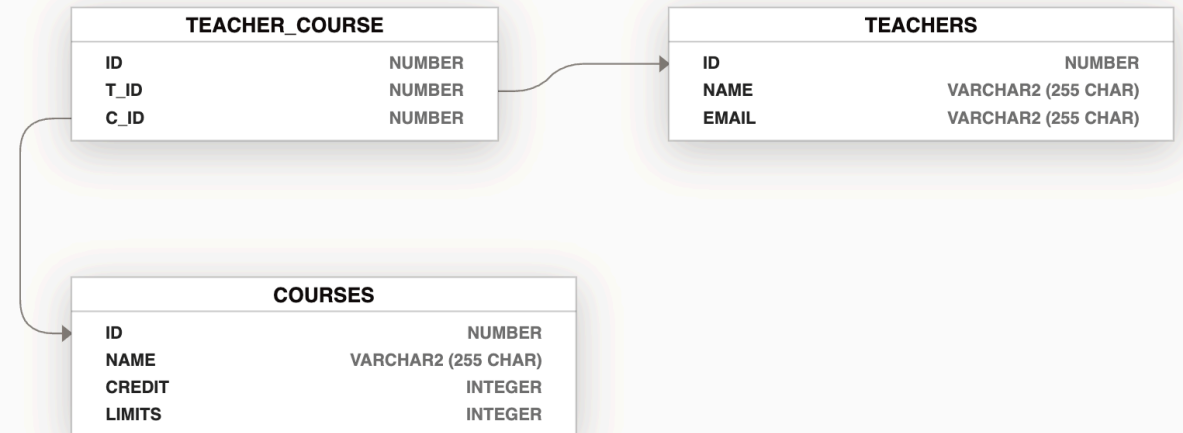 TEACHER_COURSE
ID NUMBER
T_ID NUMBER
C_ID NUMBER
TEACHERS
ID NUMBER
NAME VARCHAR2 (255 CHAR)
EMAIL VARCHAR2 (255 CHAR)
COURSES
ID NUMBER
NAME VARCHAR2 (255 CHAR)
CREDIT INTEGER
LIMITS INTEGER